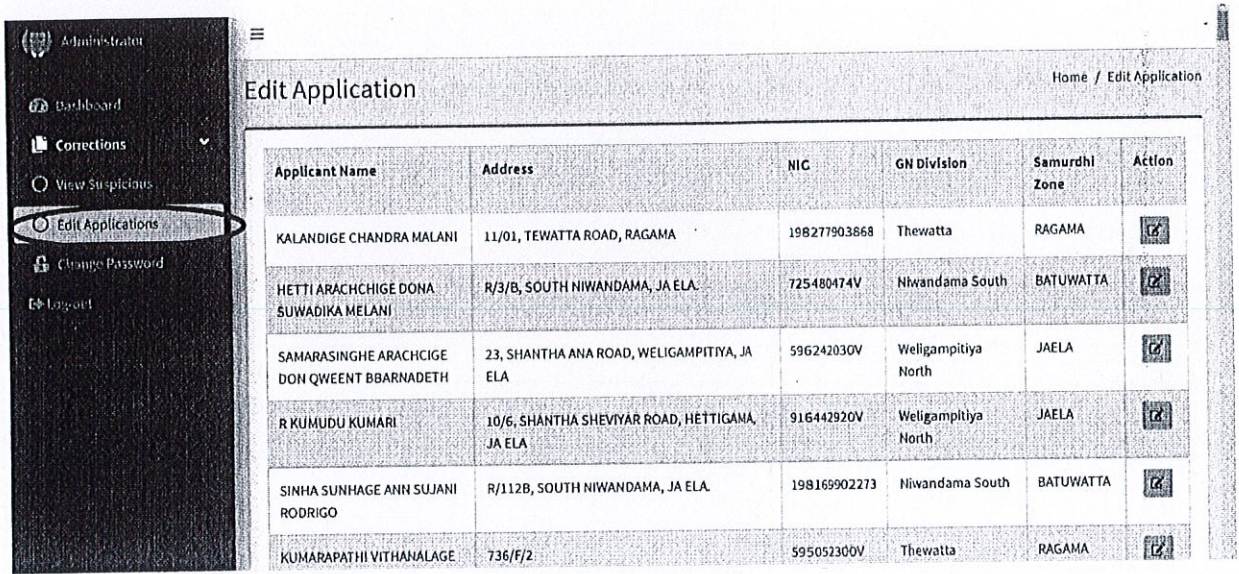 Administrator
Dashboard
Corrections
View Suspicious
Edit Applications
Change Password
Logout
Edit Application
Home / Edit Application
Applicant Name Address NIC GN Division Samurdhi Zone Action
KALANDIGE CHANDRA MALANI 11/01, TEWATTA ROAD, RAGAMA 198277903868 Thewatta RAGAMA
HETTI ARACHCHIGE DONA R/3/B, SOUTH NIWANDAMA, JA ELA. 725480474V Niwandama South BATUWATTA
SUWADIKA MELANI
SAMARASINGHE ARACHCIGE 23, SHANTHA ANA ROAD, WELIGAMPITIYA, JA 596242030V Weligampitiya JAELA
DON QWEENT BBARNADETH ELA North
R KUMUDU KUMARI 10/6, SHANTHA SHEVIYAR ROAD, HETTIGAMA, 916442920V Weligampitiya JAELA
JA ELA North
SINHA SUNHAGE ANN SUJANI R/112B, SOUTH NIWANDAMA, JA ELA. 198169902273 Niwandama South BATUWATTA
RODRIGO
KUMARAPATHI VITHANALAGE 736/F/2 595052300V Thewatta RAGAMA